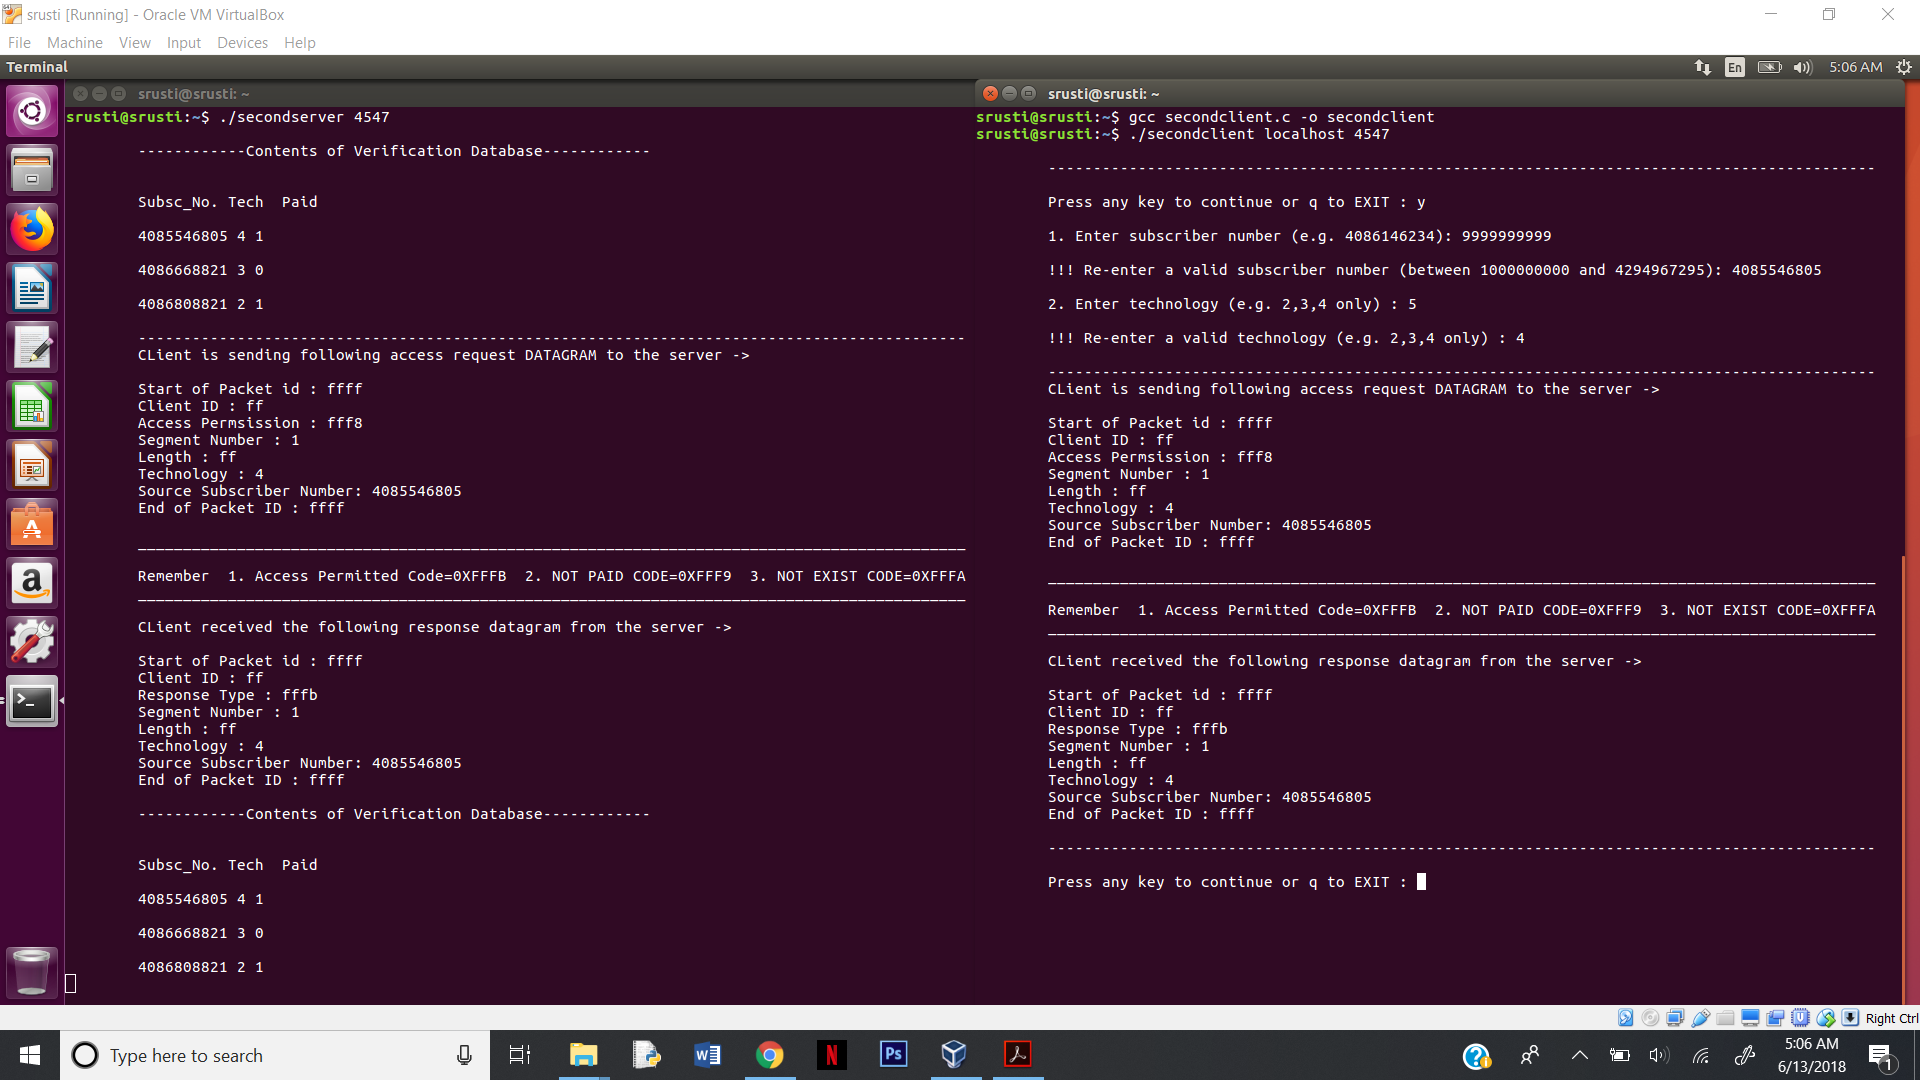 srusti [Running] - Oracle VM VirtualBox
File Machine View Input Devices Help
Terminal
En
5:06 AM
srusti@srusti: ~
srusti@srusti:~$ ./secondserver 4547
------------Contents of Verification Database------------
Subsc_No. Tech  Paid
4085546805 4 1
4086668821 3 0
4086808821 2 1
--------------------------------------------------------------------------------------------
CLient is sending following access request DATAGRAM to the server ->
Start of Packet id : ffff
Client ID : ff
Access Permsission : fff8
Segment Number : 1
Length : ff
Technology : 4
Source Subscriber Number: 4085546805
End of Packet ID : ffff
____________________________________________________________________________________________
Remember  1. Access Permitted Code=0XFFFB  2. NOT PAID CODE=0XFFF9  3. NOT EXIST CODE=0XFFFA
____________________________________________________________________________________________
CLient received the following response datagram from the server ->
Start of Packet id : ffff
Client ID : ff
Response Type : fffb
Segment Number : 1
Length : ff
Technology : 4
Source Subscriber Number: 4085546805
End of Packet ID : ffff
------------Contents of Verification Database------------
Subsc_No. Tech  Paid
4085546805 4 1
4086668821 3 0
4086808821 2 1
srusti@srusti: ~
srusti@srusti:~$ gcc secondclient.c -o secondclient
srusti@srusti:~$ ./secondclient localhost 4547
--------------------------------------------------------------------------------------------
Press any key to continue or q to EXIT : y
1. Enter subscriber number (e.g. 4086146234): 9999999999
!!! Re-enter a valid subscriber number (between 1000000000 and 4294967295): 4085546805
2. Enter technology (e.g. 2,3,4 only) : 5
!!! Re-enter a valid technology (e.g. 2,3,4 only) : 4
--------------------------------------------------------------------------------------------
CLient is sending following access request DATAGRAM to the server ->
Start of Packet id : ffff
Client ID : ff
Access Permsission : fff8
Segment Number : 1
Length : ff
Technology : 4
Source Subscriber Number: 4085546805
End of Packet ID : ffff
____________________________________________________________________________________________
Remember  1. Access Permitted Code=0XFFFB  2. NOT PAID CODE=0XFFF9  3. NOT EXIST CODE=0XFFFA
____________________________________________________________________________________________
CLient received the following response datagram from the server ->
Start of Packet id : ffff
Client ID : ff
Response Type : fffb
Segment Number : 1
Length : ff
Technology : 4
Source Subscriber Number: 4085546805
End of Packet ID : ffff
--------------------------------------------------------------------------------------------
Press any key to continue or q to EXIT :
Right Ctrl
Type here to search
5:06 AM
6/13/2018
1